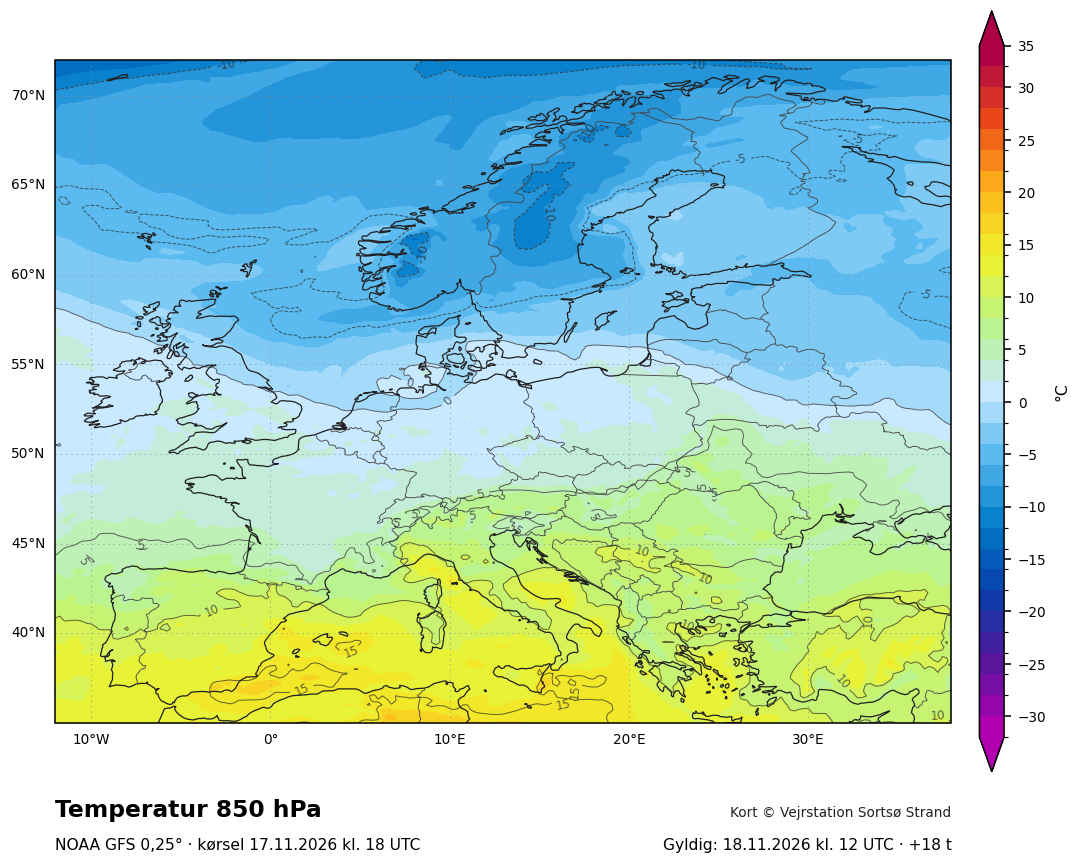 70°N
65°N
60°N
55°N
50°N
45°N
40°N
10°W
0°
10°E
20°E
30°E
35
30
25
20
15
10
5
0
−5
−10
−15
−20
−25
−30
°C
Temperatur 850 hPa
Kort © Vejrstation Sortsø Strand
NOAA GFS 0,25° · kørsel 17.11.2026 kl. 18 UTC
Gyldig: 18.11.2026 kl. 12 UTC · +18 t